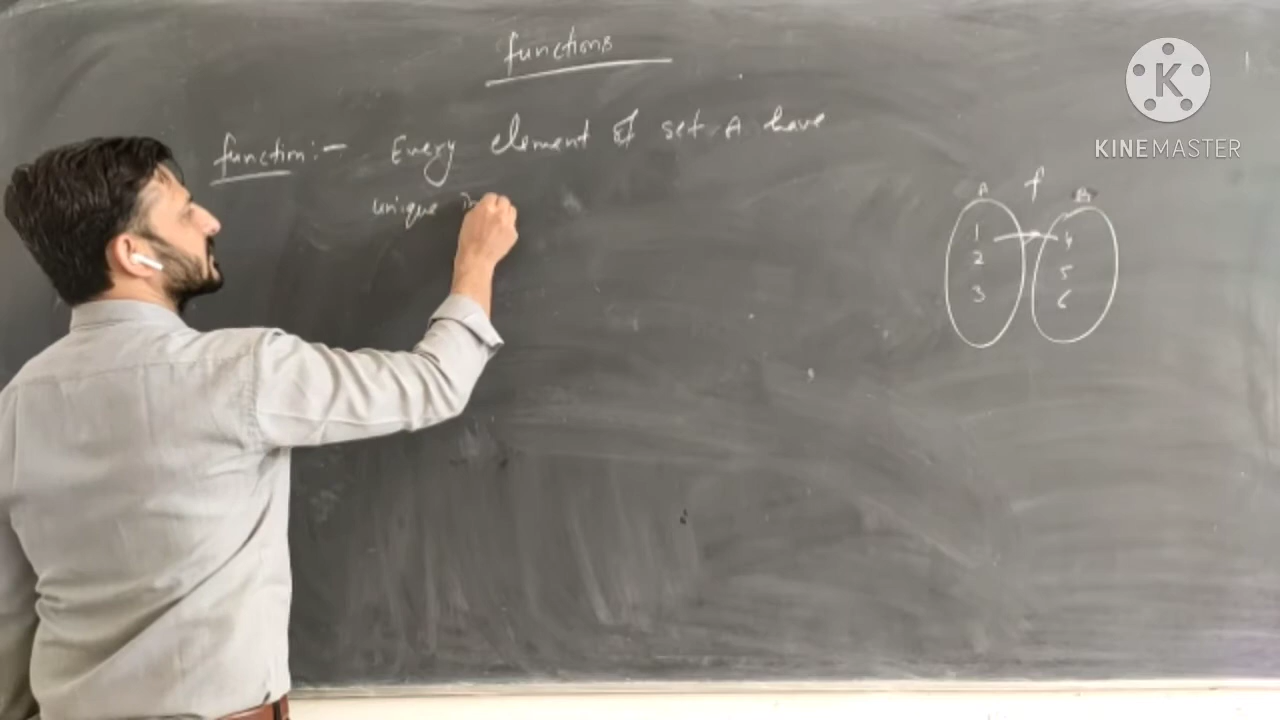 functions
function:- Every element of set A have
unique
f
A B
1 4
2 5
3 6
K
KINEMASTER